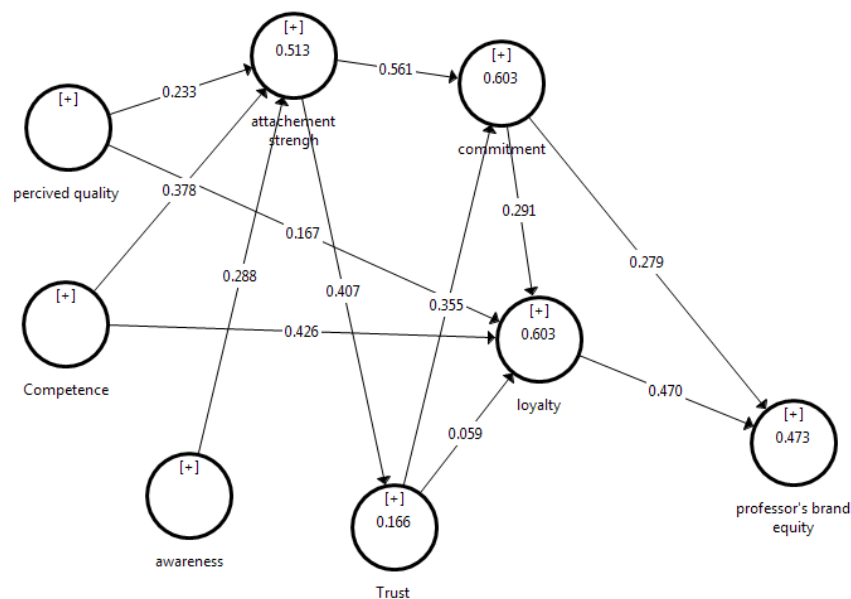 [+]
0.513
attachement
strengh
[+]
0.603
commitment
[+]
percived quality
0.233
0.561
0.378
0.167
0.291
0.279
0.288
0.407
0.355
[+]
Competence
0.426
[+]
0.603
loyalty
0.470
0.059
[+]
0.473
professor's brand
equity
[+]
awareness
[+]
0.166
Trust